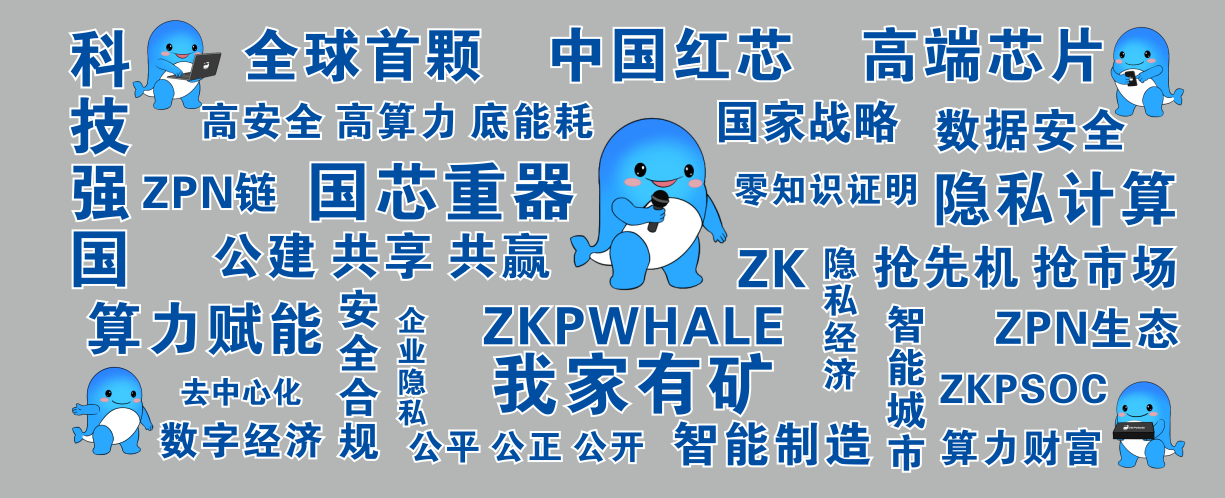 科技强国
全球首颗
中国红芯
高端芯片
高安全 高算力 底能耗
国家战略
数据安全
ZPN链
国芯重器
零知识证明
隐私计算
公建 共享 共赢
ZK
隐私经济
抢先机 抢市场
算力赋能
安全合规
企业隐私
ZKPWHALE
我家有矿
智能城市
ZPN生态
去中心化
ZKPSOC
数字经济
公平 公正 公开
智能制造
算力财富